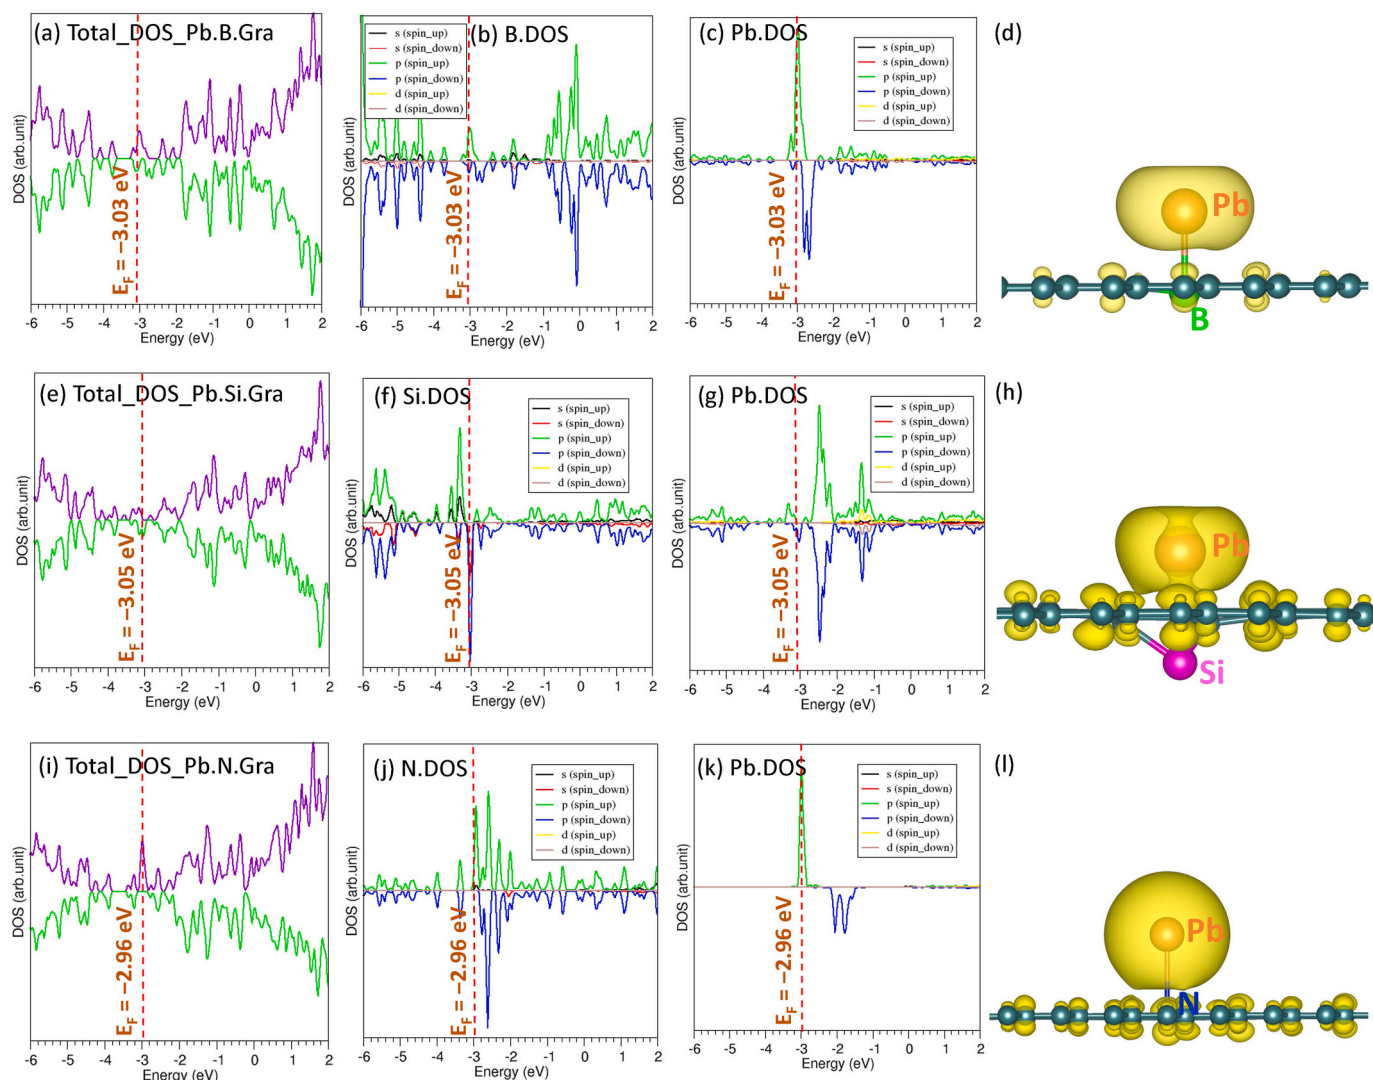 (a) Total_DOS_Pb.B.Gra
DOS (arb.unit)
E_F = −3.03 eV
-6 -5 -4 -3 -2 -1 0 1 2
Energy (eV)
(b) B.DOS
s (spin_up)
s (spin_down)
p (spin_up)
p (spin_down)
d (spin_up)
d (spin_down)
DOS (arb.unit)
E_F = −3.03 eV
-6 -5 -4 -3 -2 -1 0 1 2
Energy (eV)
(c) Pb.DOS
s (spin_up)
s (spin_down)
p (spin_up)
p (spin_down)
d (spin_up)
d (spin_down)
DOS (arb.unit)
E_F = −3.03 eV
-6 -5 -4 -3 -2 -1 0 1 2
Energy (eV)
(d)
Pb
B
(e) Total_DOS_Pb.Si.Gra
DOS (arb.unit)
E_F = −3.05 eV
-6 -5 -4 -3 -2 -1 0 1 2
Energy (eV)
(f) Si.DOS
s (spin_up)
s (spin_down)
p (spin_up)
p (spin_down)
d (spin_up)
d (spin_down)
DOS (arb.unit)
E_F = −3.05 eV
-6 -5 -4 -3 -2 -1 0 1 2
Energy (eV)
(g) Pb.DOS
s (spin_up)
s (spin_down)
p (spin_up)
p (spin_down)
d (spin_up)
d (spin_down)
DOS (arb.unit)
E_F = −3.05 eV
-6 -5 -4 -3 -2 -1 0 1 2
Energy (eV)
(h)
Pb
Si
(i) Total_DOS_Pb.N.Gra
DOS (arb.unit)
E_F = −2.96 eV
-6 -5 -4 -3 -2 -1 0 1 2
Energy (eV)
(j) N.DOS
s (spin_up)
s (spin_down)
p (spin_up)
p (spin_down)
d (spin_up)
d (spin_down)
DOS (arb.unit)
E_F = −2.96 eV
-6 -5 -4 -3 -2 -1 0 1 2
Energy (eV)
(k) Pb.DOS
s (spin_up)
s (spin_down)
p (spin_up)
p (spin_down)
d (spin_up)
d (spin_down)
DOS (arb.unit)
E_F = −2.96 eV
-6 -5 -4 -3 -2 -1 0 1 2
Energy (eV)
(l)
Pb
N